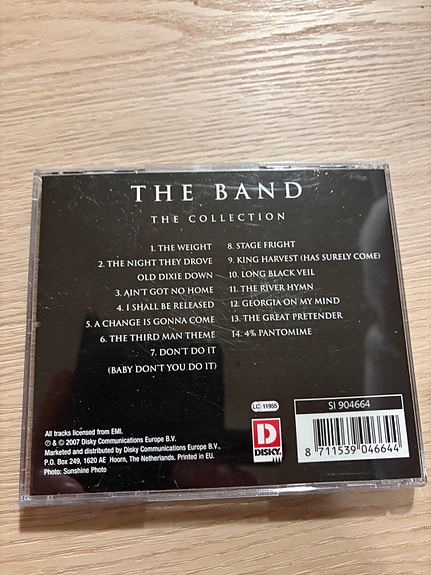 THE BAND
THE COLLECTION
1. THE WEIGHT
2. THE NIGHT THEY DROVE
OLD DIXIE DOWN
3. AIN'T GOT NO HOME
4. I SHALL BE RELEASED
5. A CHANGE IS GONNA COME
6. THE THIRD MAN THEME
7. DON'T DO IT
(BABY DON'T YOU DO IT)
8. STAGE FRIGHT
9. KING HARVEST (HAS SURELY COME)
10. LONG BLACK VEIL
11. THE RIVER HYMN
12. GEORGIA ON MY MIND
13. THE GREAT PRETENDER
14. 4% PANTOMIME
All tracks licensed from EMI.
℗ & © 2007 Disky Communications Europe B.V.
Marketed and distributed by Disky Communications Europe B.V.,
P.O. Box 249, 1620 AE Hoorn, The Netherlands. Printed in EU.
Photo: Sunshine Photo
LC 11955
D
DISKY
SI 904664
8 711539 046644